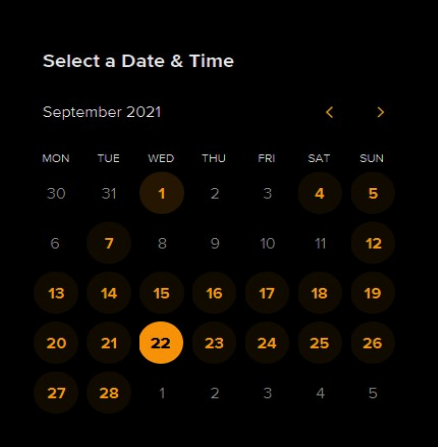 Select a Date & Time
September 2021
MON TUE WED THU FRI SAT SUN
30 31 1 2 3 4 5
6 7 8 9 10 11 12
13 14 15 16 17 18 19
20 21 22 23 24 25 26
27 28 1 2 3 4 5